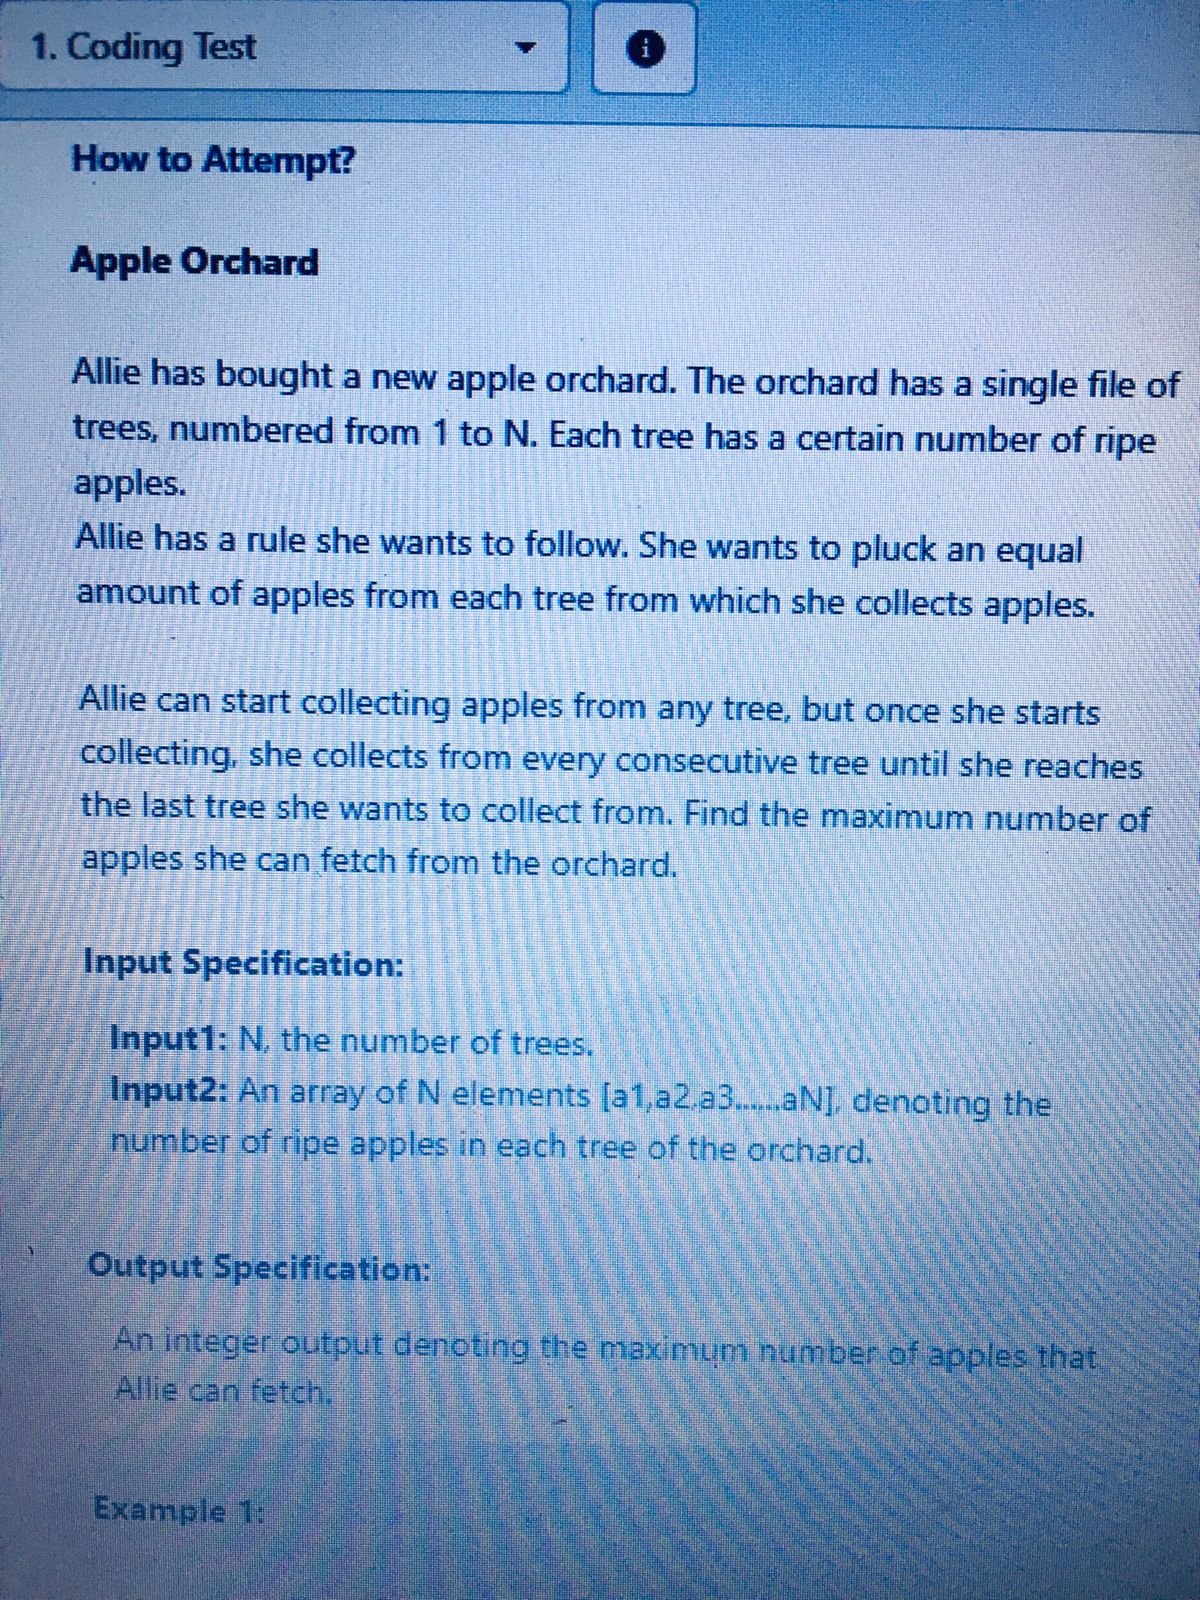 1. Coding Test
i
How to Attempt?
Apple Orchard
Allie has bought a new apple orchard. The orchard has a single file of
trees, numbered from 1 to N. Each tree has a certain number of ripe
apples.
Allie has a rule she wants to follow. She wants to pluck an equal
amount of apples from each tree from which she collects apples.
Allie can start collecting apples from any tree, but once she starts
collecting, she collects from every consecutive tree until she reaches
the last tree she wants to collect from. Find the maximum number of
apples she can fetch from the orchard.
Input Specification:
Input1: N, the number of trees.
Input2: An array of N elements [a1,a2,a3......aN], denoting the
number of ripe apples in each tree of the orchard.
Output Specification:
An integer output denoting the maximum number of apples that
Allie can fetch.
Example 1: